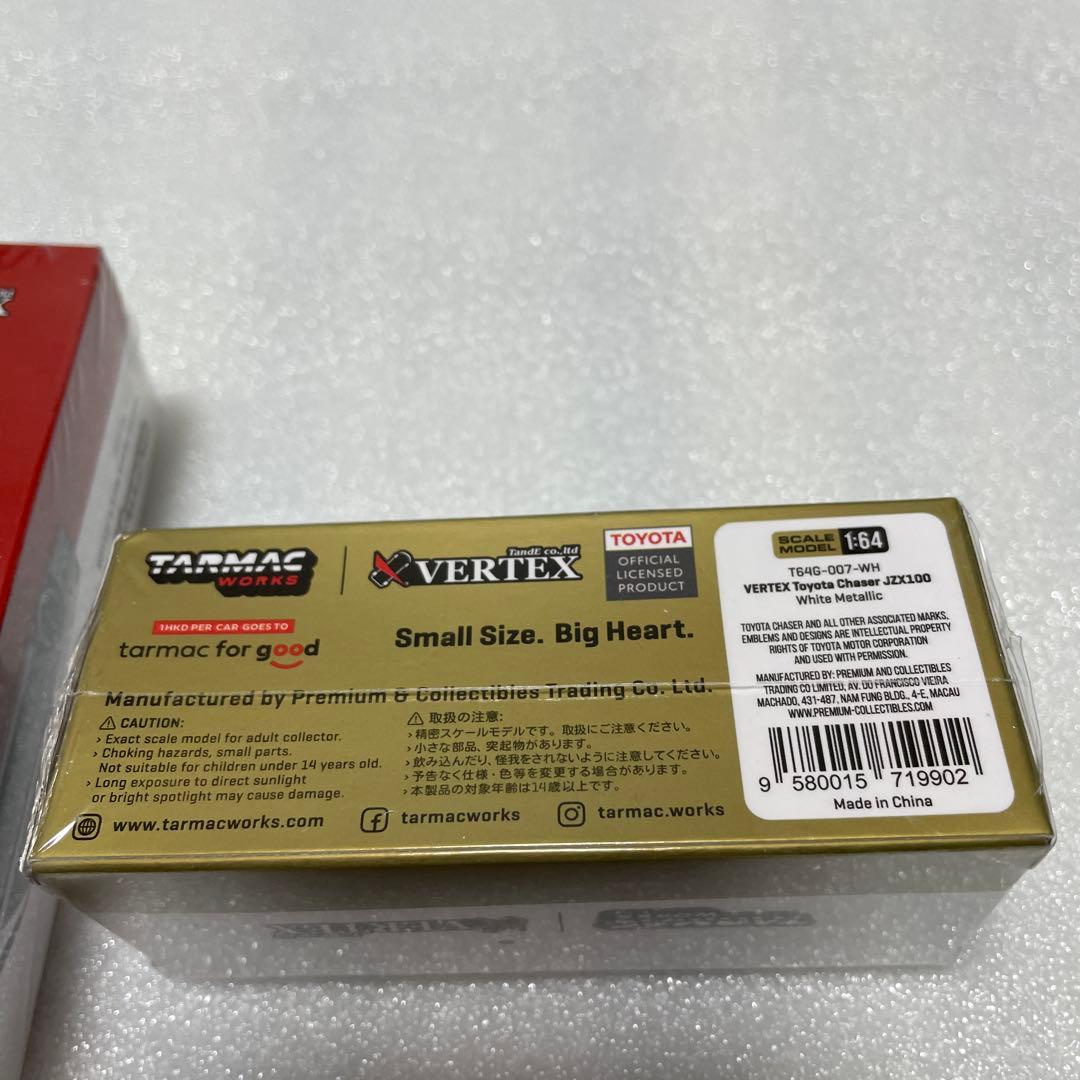 TARMAC
WORKS
TandE co.,ltd
VERTEX
TOYOTA
OFFICIAL
LICENSED
PRODUCT
1HKD PER CAR GOES TO
tarmac for good
Small Size. Big Heart.
Manufactured by Premium & Collectibles Trading Co. Ltd.
CAUTION:
› Exact scale model for adult collector.
› Choking hazards, small parts.
Not suitable for children under 14 years old.
› Long exposure to direct sunlight
or bright spotlight may cause damage.
取扱の注意:
›精密スケールモデルです。取扱にご注意ください。
›小さな部品、突起物があります。
›飲み込んだり、怪我をされないように注意してください。
›予告なく仕様・色等を変更する場合があります。
›本製品の対象年齢は14歳以上です。
www.tarmacworks.com
tarmacworks
tarmac.works
SCALE
MODEL
1:64
T64G-007-WH
VERTEX Toyota Chaser JZX100
White Metallic
TOYOTA CHASER AND ALL OTHER ASSOCIATED MARKS,
EMBLEMS AND DESIGNS ARE INTELLECTUAL PROPERTY
RIGHTS OF TOYOTA MOTOR CORPORATION
AND USED WITH PERMISSION.
MANUFACTURED BY: PREMIUM AND COLLECTIBLES
TRADING CO LIMITED, AV. DO FRANCISCO VIEIRA
MACHADO, 431-487, NAM FUNG BLDG., 4-E, MACAU
WWW.PREMIUM-COLLECTIBLES.COM
9 580015 719902
Made in China